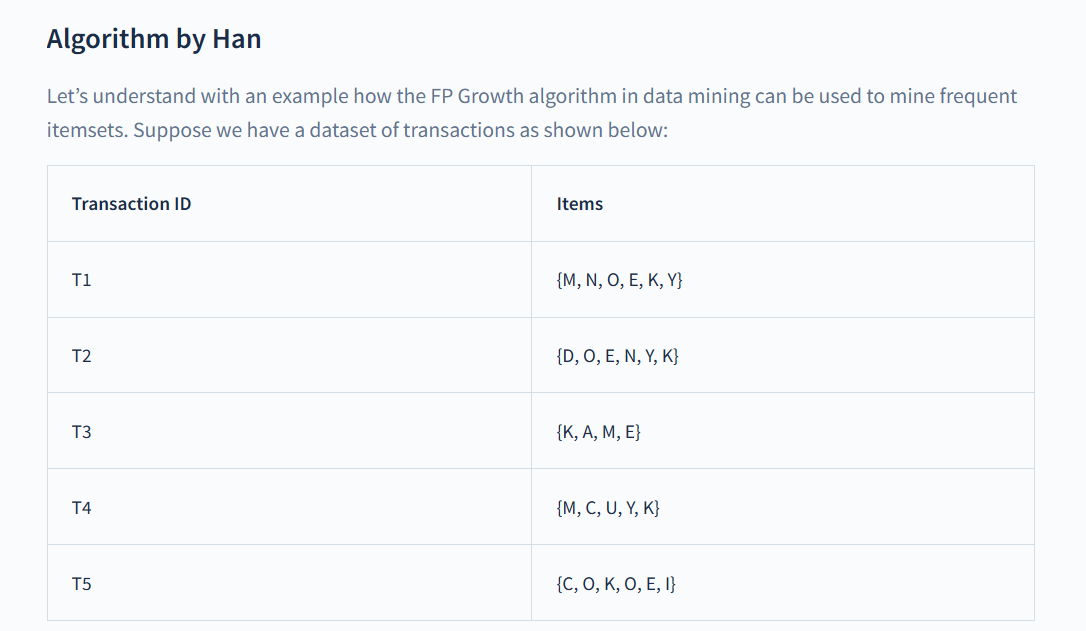 Algorithm by Han
Let’s understand with an example how the FP Growth algorithm in data mining can be used to mine frequent
itemsets. Suppose we have a dataset of transactions as shown below:
Transaction ID Items
T1 {M, N, O, E, K, Y}
T2 {D, O, E, N, Y, K}
T3 {K, A, M, E}
T4 {M, C, U, Y, K}
T5 {C, O, K, O, E, I}